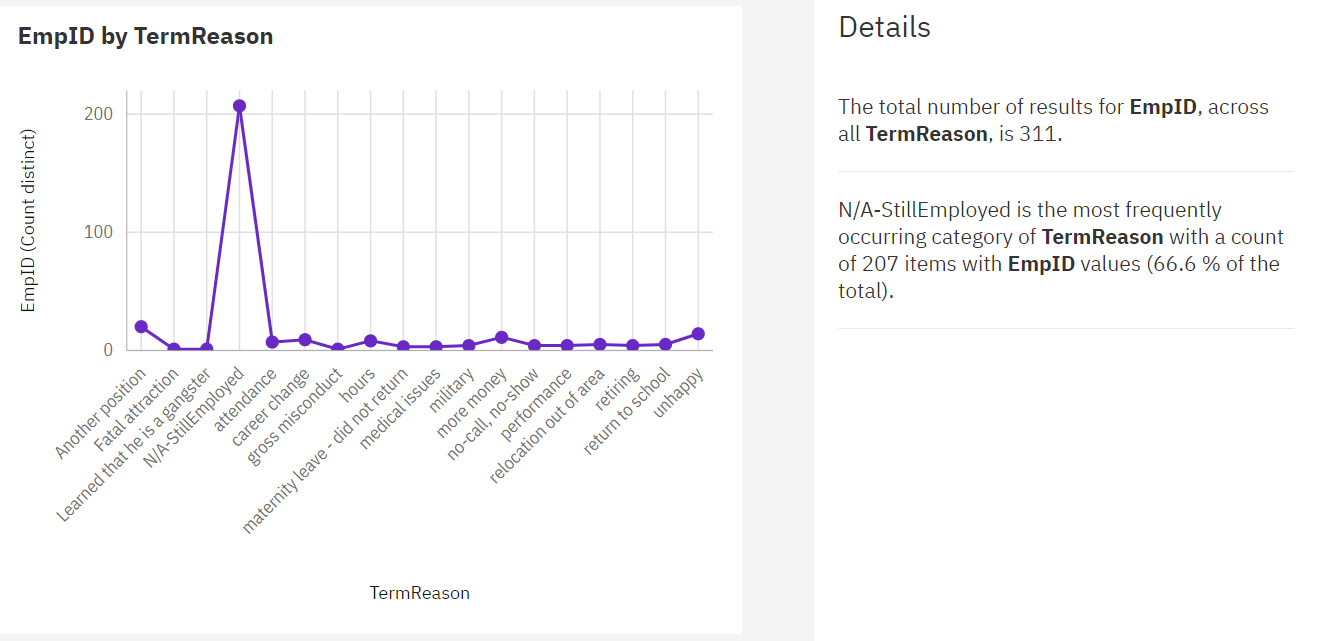 EmpID by TermReason
EmpID (Count distinct)
200
100
0
Another position
Fatal attraction
Learned that he is a gangster
N/A-StillEmployed
attendance
career change
gross misconduct
hours
maternity leave - did not return
medical issues
military
more money
no-call, no-show
performance
relocation out of area
retiring
return to school
unhappy
TermReason
Details
The total number of results for EmpID, across
all TermReason, is 311.
N/A-StillEmployed is the most frequently
occurring category of TermReason with a count
of 207 items with EmpID values (66.6 % of the
total).